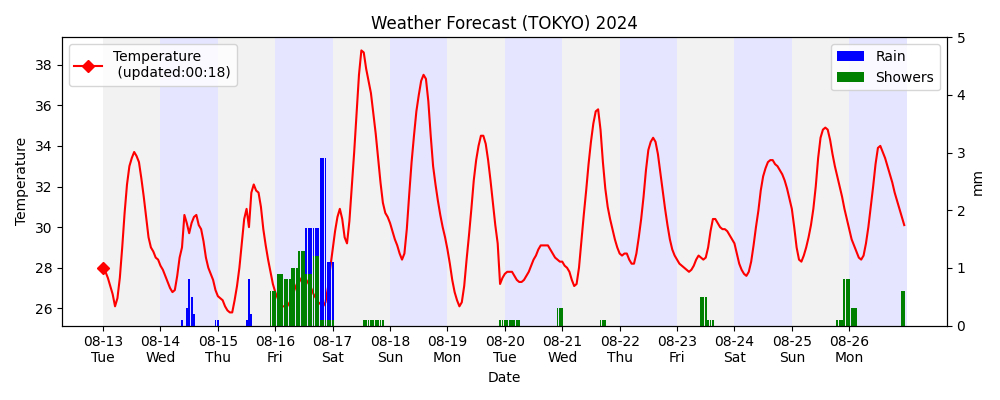 Weather Forecast (TOKYO) 2024
Temperature
(updated:00:18)
Rain
Showers
Temperature
38
36
34
32
30
28
26
5
4
3
2
1
0
mm
08-13 08-14 08-15 08-16 08-17 08-18 08-19 08-20 08-21 08-22 08-23 08-24 08-25 08-26
Tue Wed Thu Fri Sat Sun Mon Tue Wed Thu Fri Sat Sun Mon
Date